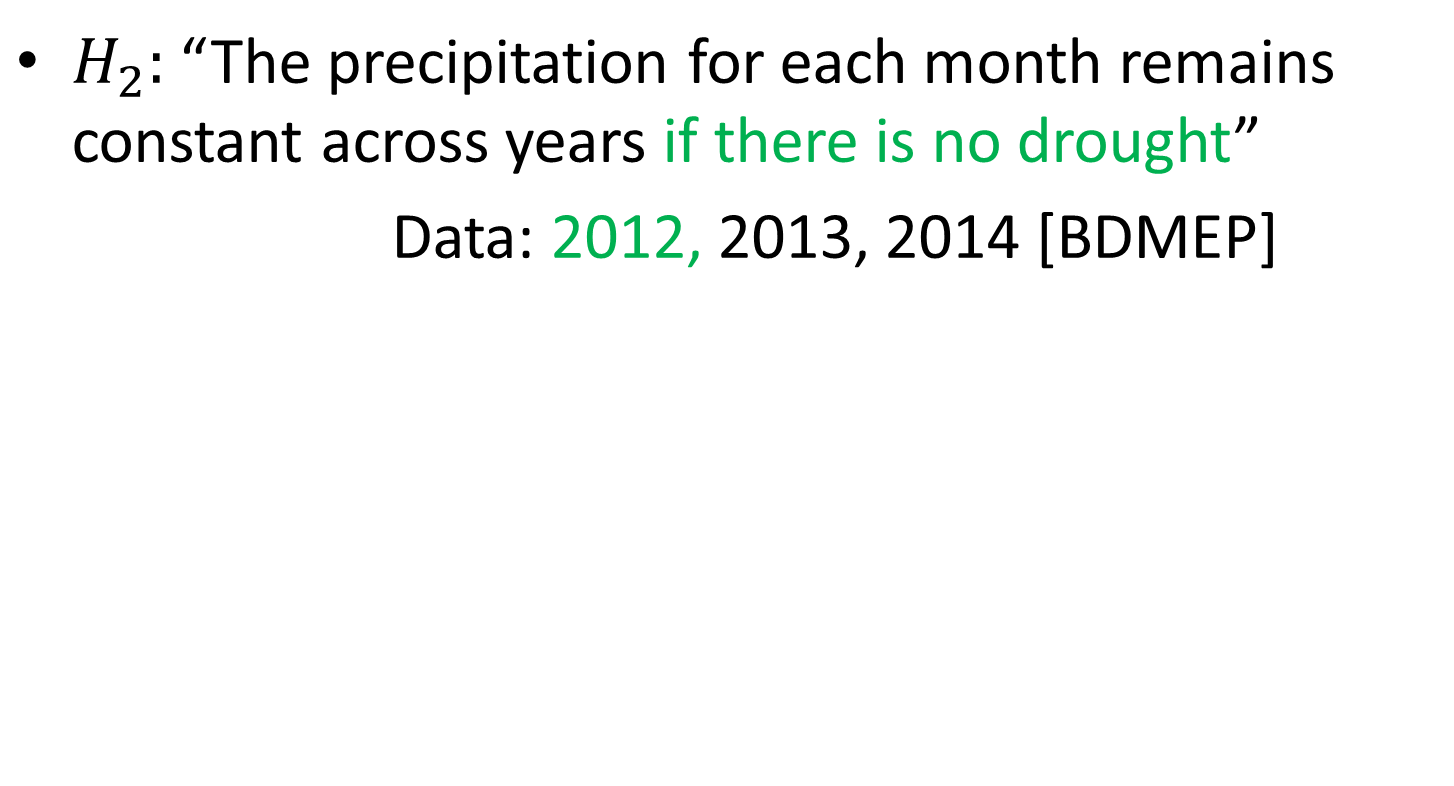 • H₂: “The precipitation for each month remains
constant across years if there is no drought”
Data: 2012, 2013, 2014 [BDMEP]